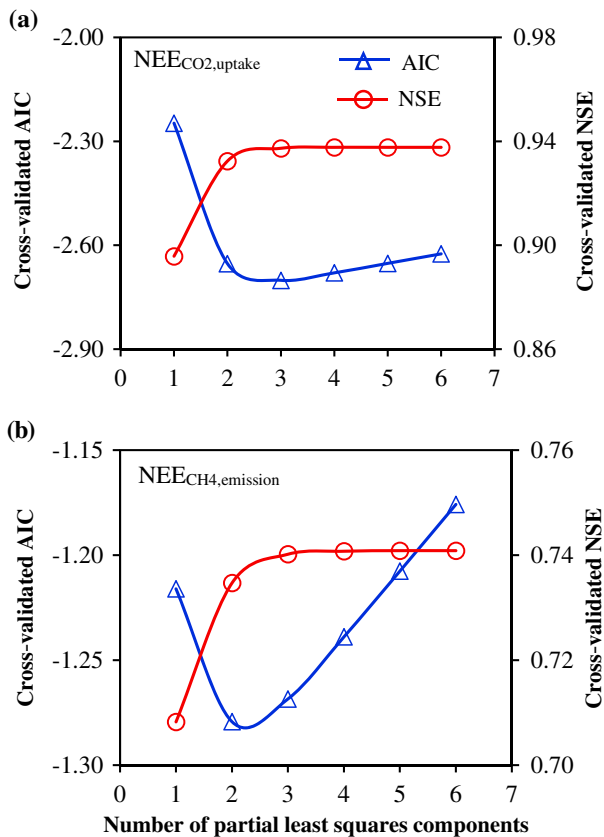 (a)
-2.00
-2.30
-2.60
-2.90
Cross-validated AIC
NEE_CO2,uptake
AIC
NSE
0.98
0.94
0.90
0.86
Cross-validated NSE
0 1 2 3 4 5 6 7
(b)
-1.15
-1.20
-1.25
-1.30
Cross-validated AIC
NEE_CH4,emission
0.76
0.74
0.72
0.70
Cross-validated NSE
0 1 2 3 4 5 6 7
Number of partial least squares components